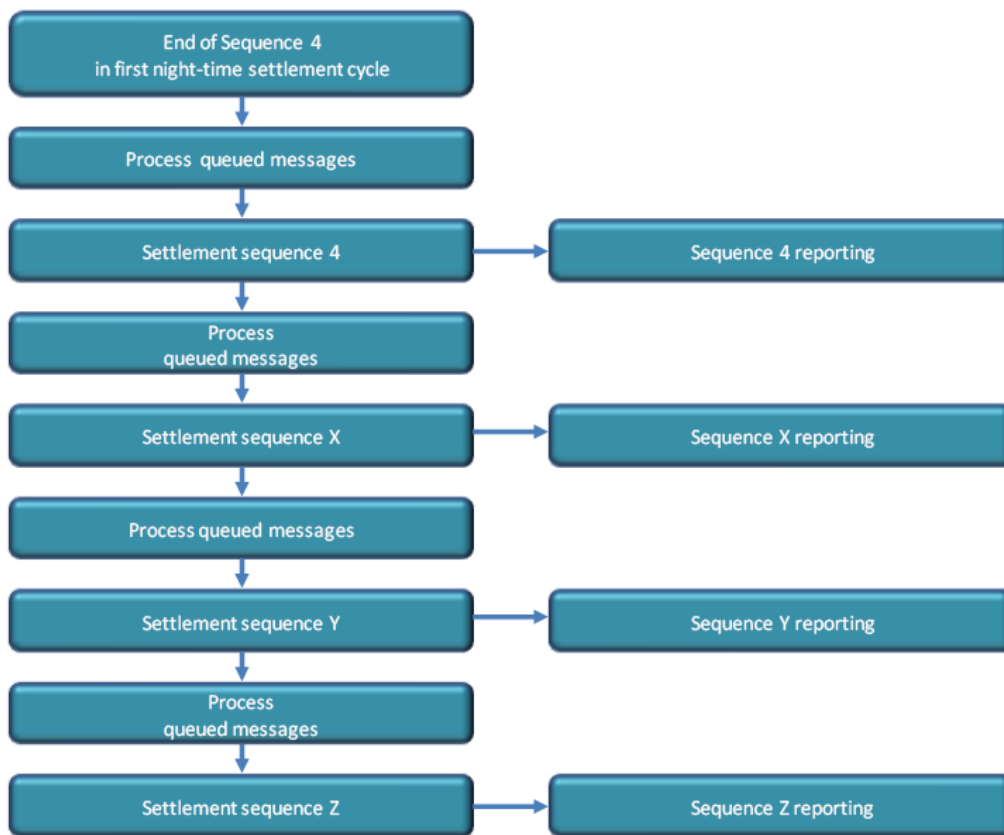 End of Sequence 4
in first night-time settlement cycle
Process queued messages
Settlement sequence 4
Sequence 4 reporting
Process
queued messages
Settlement sequence X
Sequence X reporting
Process queued messages
Settlement sequence Y
Sequence Y reporting
Process
queued messages
Settlement sequence Z
Sequence Z reporting